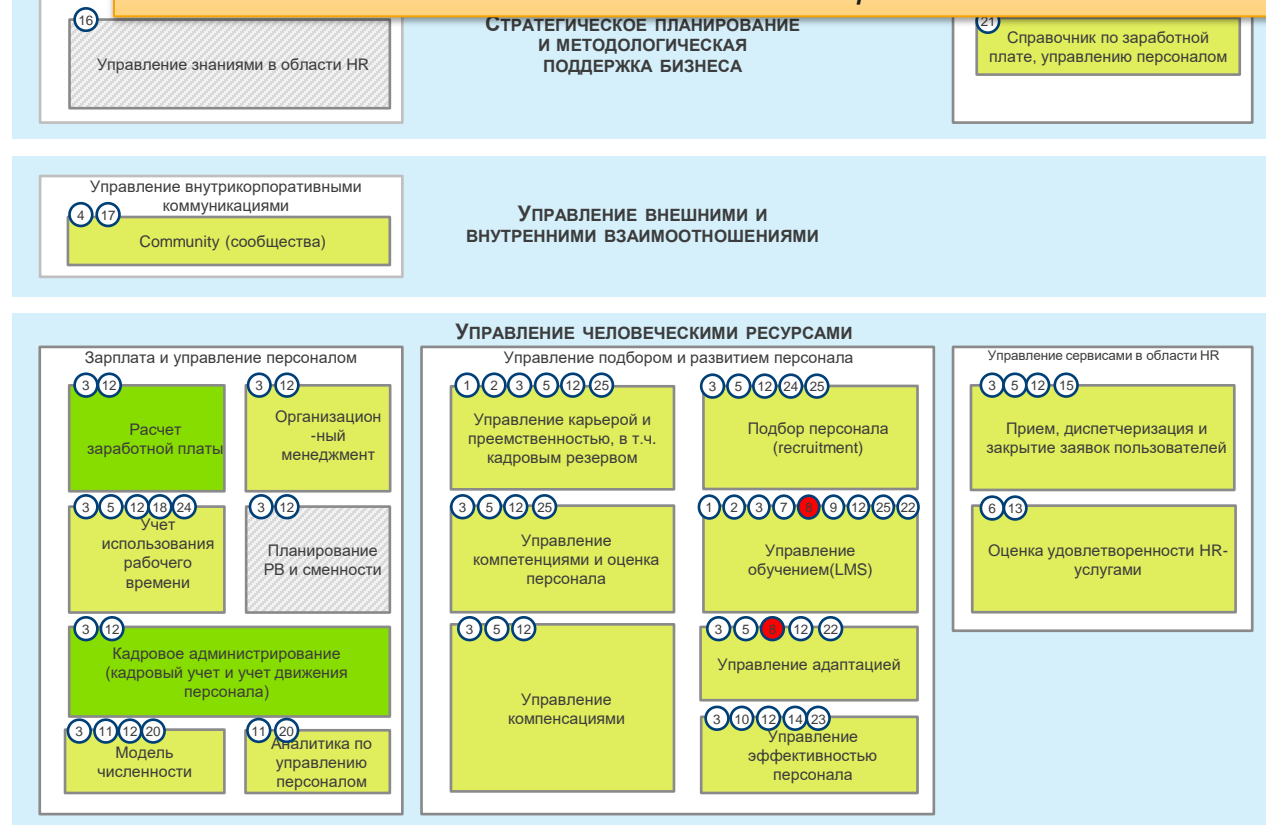 16
Управление знаниями в области HR
СТРАТЕГИЧЕСКОЕ ПЛАНИРОВАНИЕ
И МЕТОДОЛОГИЧЕСКАЯ
ПОДДЕРЖКА БИЗНЕСА
21
Справочник по заработной
плате, управлению персоналом
Управление внутрикорпоративными
коммуникациями
4 17
Community (сообщества)
УПРАВЛЕНИЕ ВНЕШНИМИ И
ВНУТРЕННИМИ ВЗАИМООТНОШЕНИЯМИ
УПРАВЛЕНИЕ ЧЕЛОВЕЧЕСКИМИ РЕСУРСАМИ
Зарплата и управление персоналом
3 12
Расчет
заработной платы
3 12
Организацион
-ный
менеджмент
3 5 12 18 24
Учет
использования
рабочего
времени
3 12
Планирование
РВ и сменности
3 12
Кадровое администрирование
(кадровый учет и учет движения
персонала)
3 11 12 20
Модель
численности
11 20
Аналитика по
управлению
персоналом
Управление подбором и развитием персонала
1 2 3 5 12 25
Управление карьерой и
преемственностью, в т.ч.
кадровым резервом
3 5 12 24 25
Подбор персонала
(recruitment)
3 5 12 25
Управление
компетенциями и оценка
персонала
1 2 3 7 8 9 12 25 22
Управление
обучением(LMS)
3 5 12
Управление
компенсациями
3 5 8 12 22
Управление адаптацией
3 10 12 14 23
Управление
эффективностью
персонала
Управление сервисами в области HR
3 5 12 15
Прием, диспетчеризация и
закрытие заявок пользователей
6 13
Оценка удовлетворенности HR-
услугами